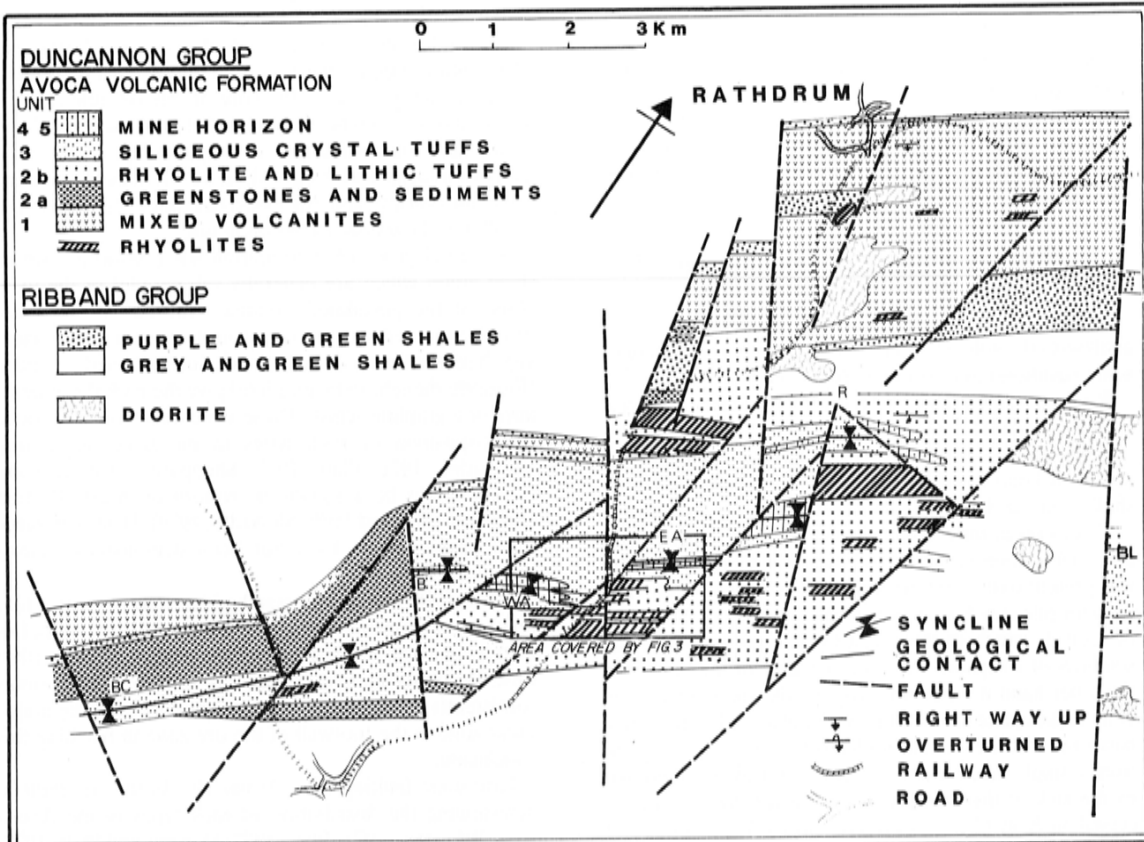 0 1 2 3 Km
DUNCANNON GROUP
AVOCA VOLCANIC FORMATION
UNIT
4 5 MINE HORIZON
3 SILICEOUS CRYSTAL TUFFS
2b RHYOLITE AND LITHIC TUFFS
2a GREENSTONES AND SEDIMENTS
1 MIXED VOLCANITES
RHYOLITES
RIBBAND GROUP
PURPLE AND GREEN SHALES
GREY ANDGREEN SHALES
DIORITE
RATHDRUM
R
EA
B
WA
BL
BC
AREA COVERED BY FIG 3
SYNCLINE
GEOLOGICAL
CONTACT
FAULT
RIGHT WAY UP
OVERTURNED
RAILWAY
ROAD